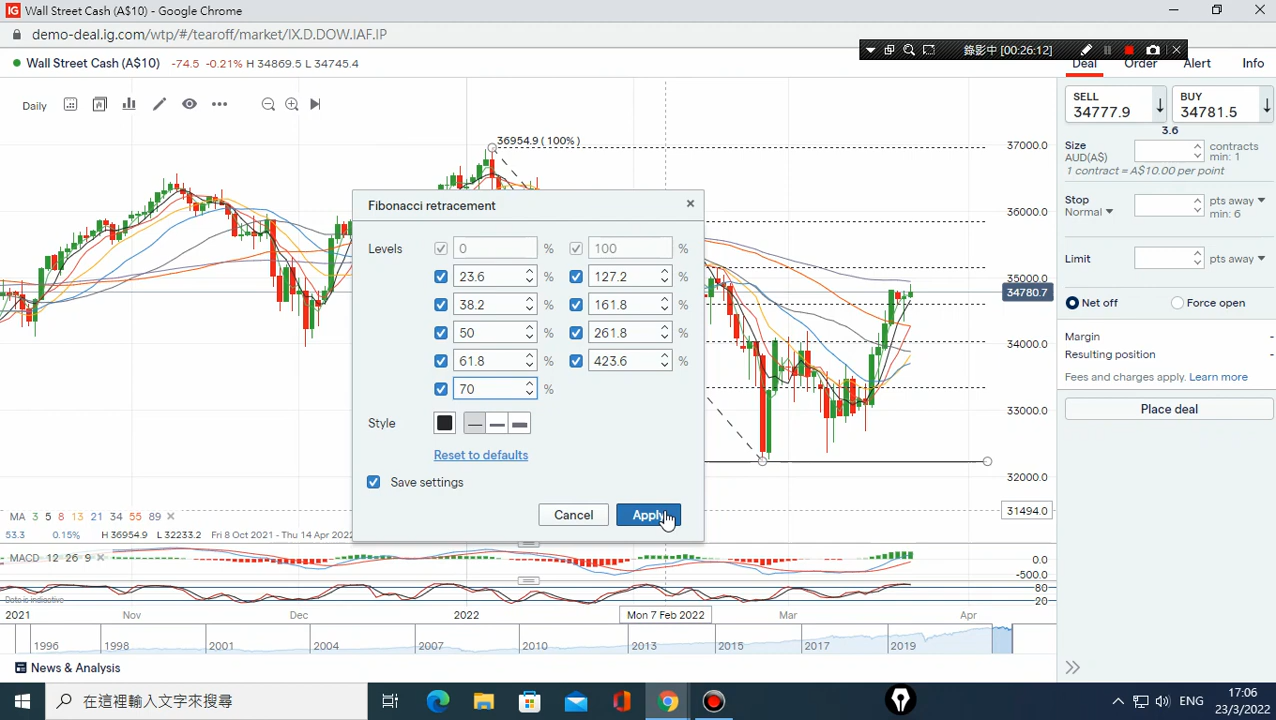 IG Wall Street Cash (A$10) - Google Chrome
demo-deal.ig.com/wtp/#/tearoff/market/IX.D.DOW.IAF.IP
錄影中 [00:26:12]
Wall Street Cash (A$10) -74.5 -0.21% H 34869.5 L 34745.4
Deal Order Alert Info
Daily
SELL
34777.9
BUY
34781.5
3.6
Size
AUD(A$)
contracts
min: 1
1 contract = A$10.00 per point
Stop
Normal
pts away
min: 6
Limit
pts away
Net off
Force open
Margin -
Resulting position -
Fees and charges apply. Learn more
Place deal
36954.9 ( 100% )
37000.0
36000.0
35000.0
34780.7
34000.0
33000.0
32000.0
31494.0
Fibonacci retracement
Levels
0 % 100 %
23.6 % 127.2 %
38.2 % 161.8 %
50 % 261.8 %
61.8 % 423.6 %
70 %
Style
Reset to defaults
Save settings
Cancel
Apply
MA 3 5 8 13 21 34 55 89
53.3 0.15% H 36954.9 L 32233.2 Fri 8 Oct 2021 - Thu 14 Apr 2022
MACD 12 26 9
0.0
-500.0
80
20
Data is indicative
2021 Nov Dec 2022 Mon 7 Feb 2022 Mar Apr
1996 1998 2001 2004 2007 2010 2013 2015 2017 2019
News & Analysis
在這裡輸入文字來搜尋
ENG
17:06
23/3/2022